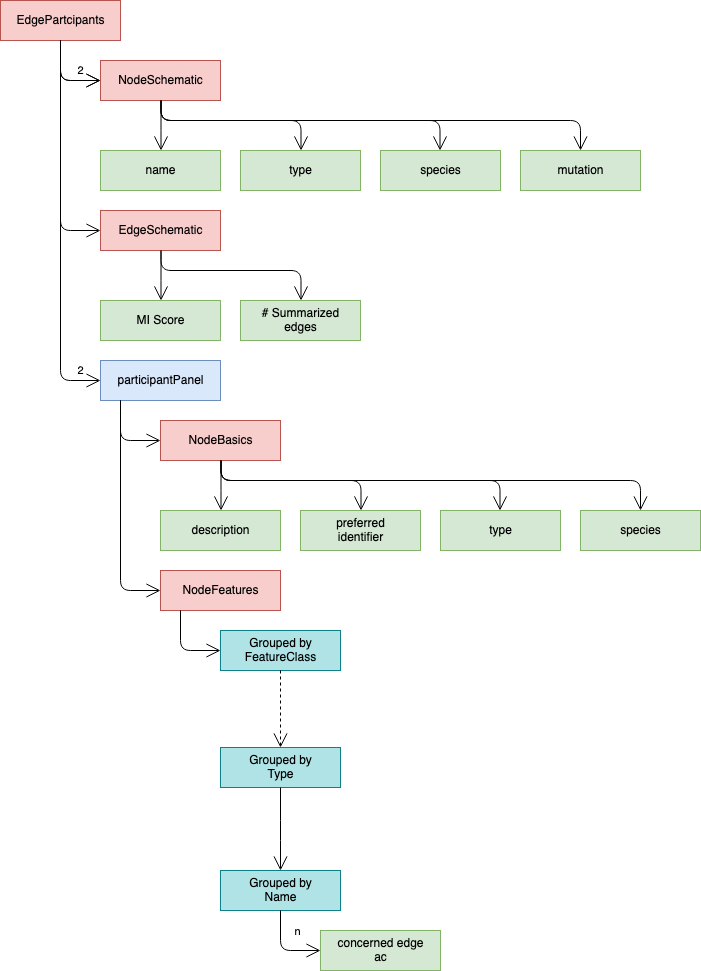 EdgePartcipants
2
NodeSchematic
name
type
species
mutation
EdgeSchematic
MI Score
# Summarized
edges
2
participantPanel
NodeBasics
description
preferred
identifier
type
species
NodeFeatures
Grouped by
FeatureClass
Grouped by
Type
Grouped by
Name
n
concerned edge
ac